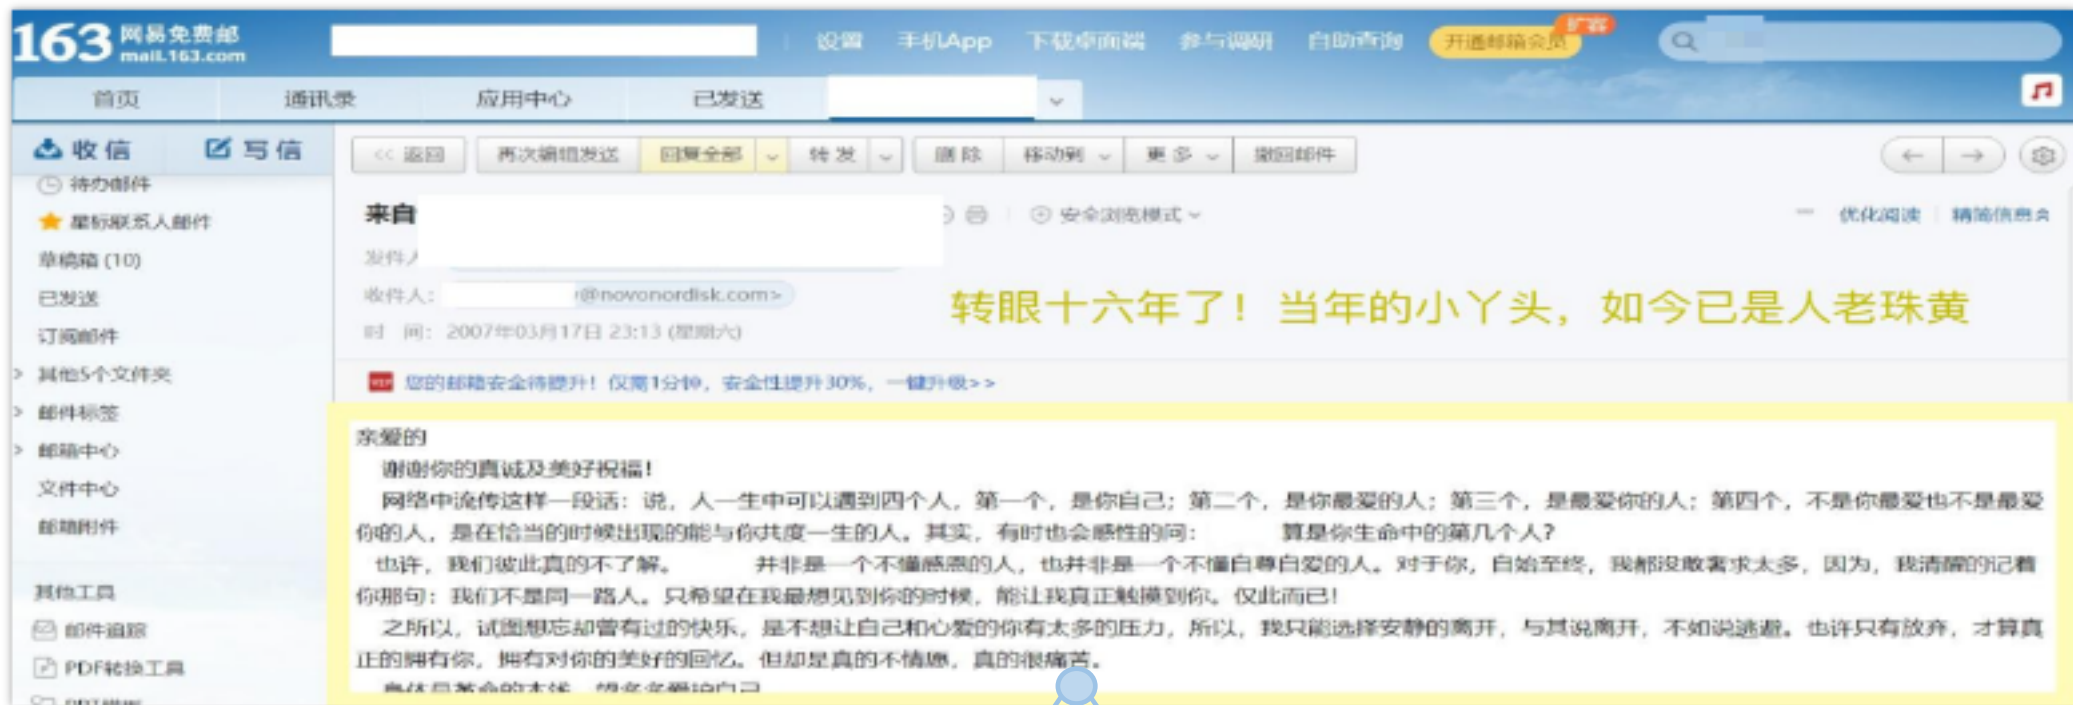 163 网易免费邮
mail.163.com
设置 手机App 下载桌面端 参与调研 自助查询 开通邮箱会员 扩容
首页 通讯录 应用中心 已发送
收信 写信
<< 返回 再次编辑发送 回复全部 转发 删除 移动到 更多 撤回邮件
待办邮件
星标联系人邮件
草稿箱 (10)
已发送
订阅邮件
其他5个文件夹
邮件标签
邮箱中心
文件中心
邮箱附件
其他工具
邮件追踪
PDF转换工具
来自
安全浏览模式
优化阅读 精简信息
发件人
收件人: @novonordisk.com>
时 间: 2007年03月17日 23:13 (星期六)
转眼十六年了！当年的小丫头，如今已是人老珠黄
您的邮箱安全待提升！仅需1分钟，安全性提升30%，一键升级>>
亲爱的
谢谢你的真诚及美好祝福！
网络中流传这样一段话：说，人一生中可以遇到四个人，第一个，是你自己；第二个，是你最爱的人；第三个，是最爱你的人；第四个，不是你最爱也不是最爱
你的人，是在恰当的时候出现的能与你共度一生的人。其实，有时也会感性的问： 算是你生命中的第几个人？
也许，我们彼此真的不了解。 并非是一个不懂感恩的人，也并非是一个不懂自尊自爱的人。对于你，自始至终，我都没敢奢求太多，因为，我清醒的记着
你那句：我们不是同一路人。只希望在我最想见到你的时候，能让我真正触摸到你。仅此而已！
之所以，试图想忘却曾有过的快乐，是不想让自己和心爱的你有太多的压力，所以，我只能选择安静的离开，与其说离开，不如说逃避。也许只有放弃，才算真
正的拥有你，拥有对你的美好的回忆。但却是真的不情愿，真的很痛苦。
身体是革命的本钱，望多多爱护自己